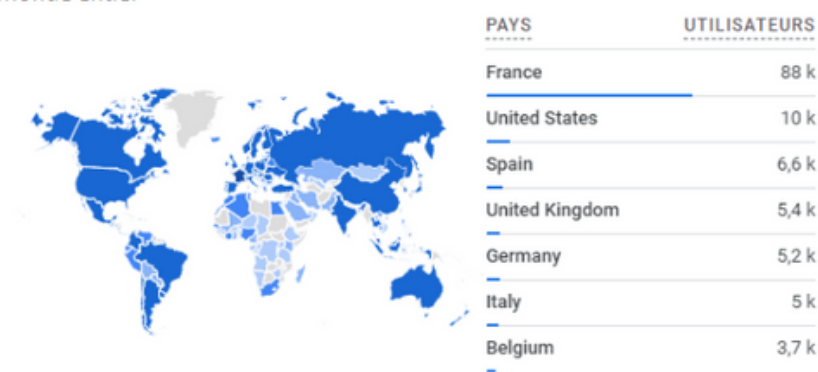 PAYS UTILISATEURS
France 88 k
United States 10 k
Spain 6,6 k
United Kingdom 5,4 k
Germany 5,2 k
Italy 5 k
Belgium 3,7 k